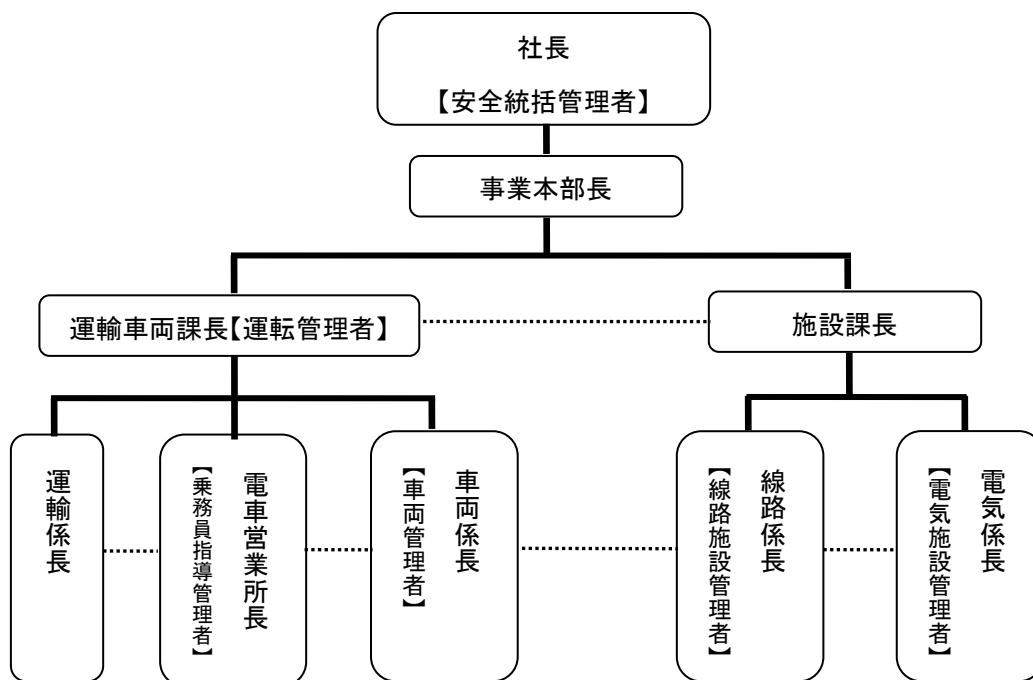 社長
【安全統括管理者】
事業本部長
運輸車両課長【運転管理者】
施設課長
運輸係長
電車営業所長
【乗務員指導管理者】
車両係長
【車両管理者】
線路係長
【線路施設管理者】
電気係長
【電気施設管理者】